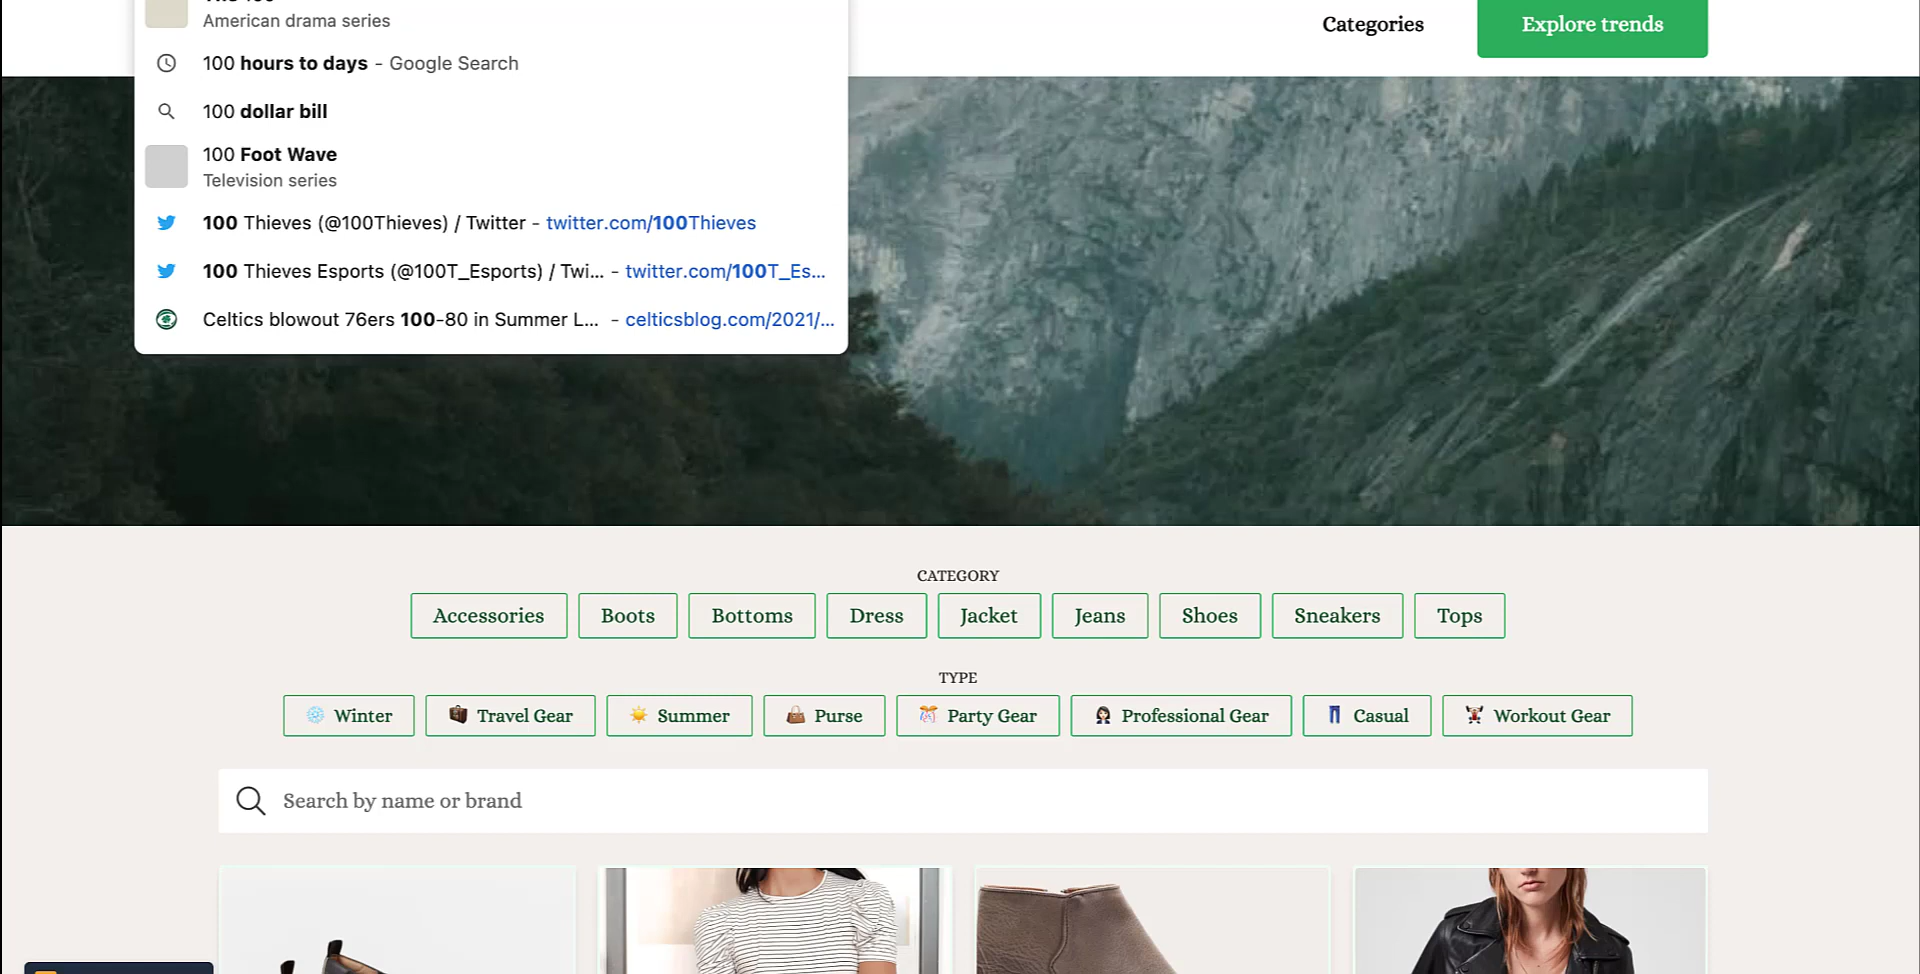 American drama series
Categories
Explore trends
100 hours to days - Google Search
100 dollar bill
100 Foot Wave
Television series
100 Thieves (@100Thieves) / Twitter - twitter.com/100Thieves
100 Thieves Esports (@100T_Esports) / Twi... - twitter.com/100T_Es...
Celtics blowout 76ers 100-80 in Summer L... - celticsblog.com/2021/...
CATEGORY
Accessories Boots Bottoms Dress Jacket Jeans Shoes Sneakers Tops
TYPE
Winter Travel Gear Summer Purse Party Gear Professional Gear Casual Workout Gear
Search by name or brand